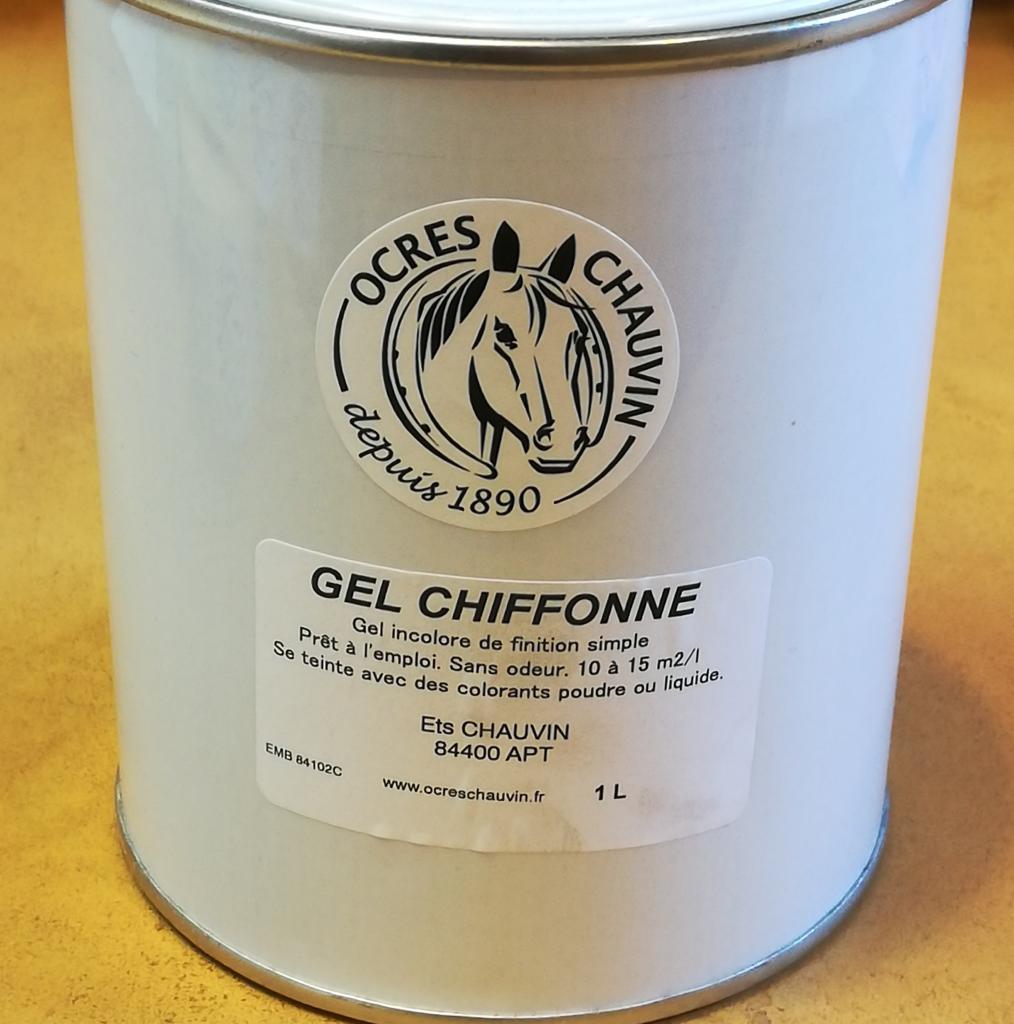 OCRES CHAUVIN
depuis 1890
GEL CHIFFONNE
Gel incolore de finition simple
Prêt à l'emploi. Sans odeur. 10 à 15 m2/l
Se teinte avec des colorants poudre ou liquide.
Ets CHAUVIN
84400 APT
EMB 84102C
www.ocreschauvin.fr 1 L